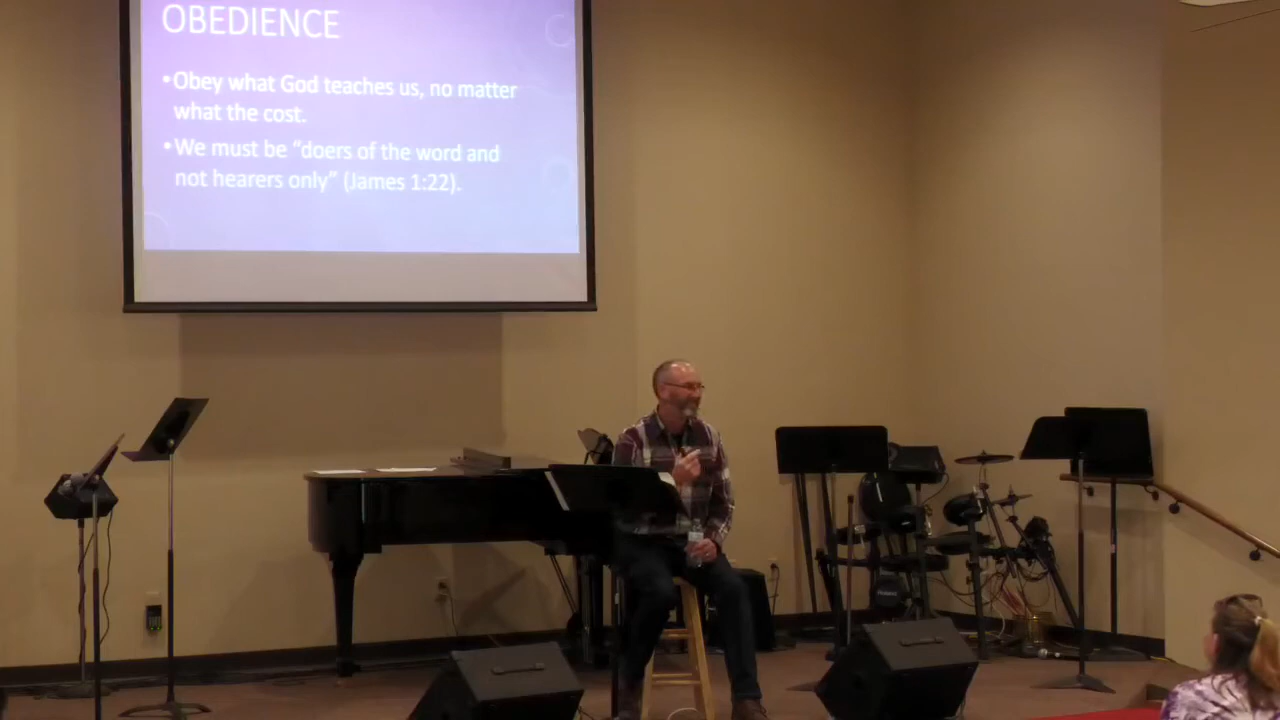 OBEDIENCE
•Obey what God teaches us, no matter
what the cost.
•We must be “doers of the word and
not hearers only” (James 1:22).